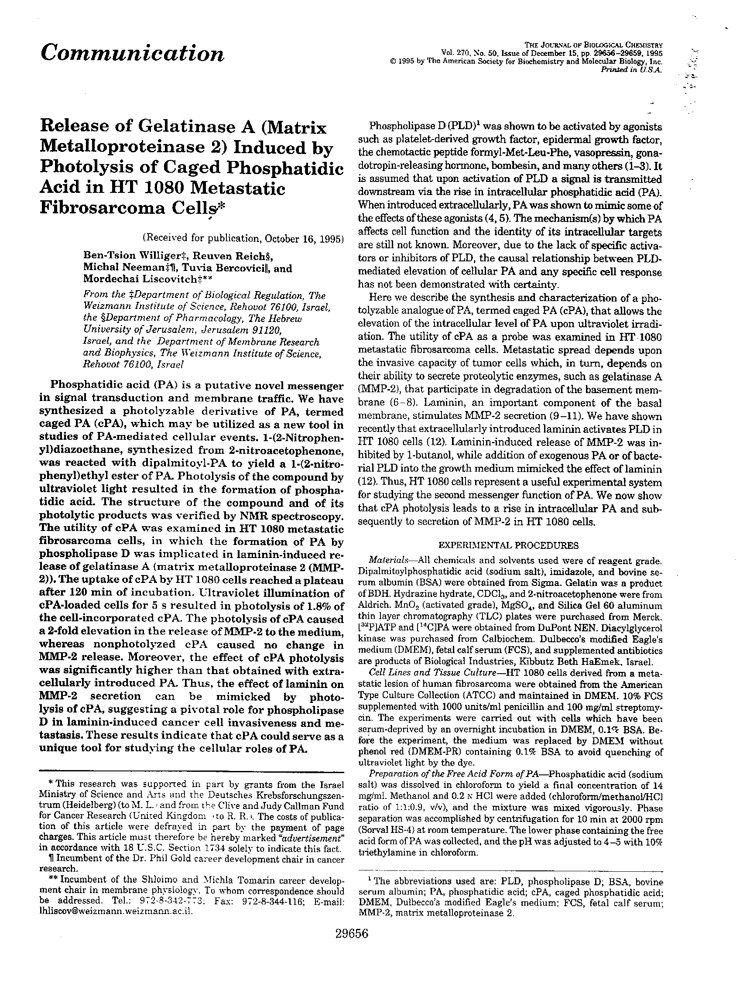 Communication
THE JOURNAL OF BIOLOGICAL CHEMISTRY
Vol. 270, No. 50, Issue of December 15, pp. 29656–29659, 1995
© 1995 by The American Society for Biochemistry and Molecular Biology, Inc.
Printed in U.S.A.
Release of Gelatinase A (Matrix
Metalloproteinase 2) Induced by
Photolysis of Caged Phosphatidic
Acid in HT 1080 Metastatic
Fibrosarcoma Cells*
(Received for publication, October 16, 1995)
Ben-Tsion Williger‡, Reuven Reich§,
Michal Neeman‡¶, Tuvia Bercovici‖, and
Mordechai Liscovitch‡**
From the ‡Department of Biological Regulation, The
Weizmann Institute of Science, Rehovot 76100, Israel,
the §Department of Pharmacology, The Hebrew
University of Jerusalem, Jerusalem 91120,
Israel, and the Department of Membrane Research
and Biophysics, The Weizmann Institute of Science,
Rehovot 76100, Israel
Phosphatidic acid (PA) is a putative novel messenger
in signal transduction and membrane traffic. We have
synthesized a photolyzable derivative of PA, termed
caged PA (cPA), which may be utilized as a new tool in
studies of PA-mediated cellular events. 1-(2-Nitrophen-
yl)diazoethane, synthesized from 2-nitroacetophenone,
was reacted with dipalmitoyl-PA to yield a 1-(2-nitro-
phenyl)ethyl ester of PA. Photolysis of the compound by
ultraviolet light resulted in the formation of phospha-
tidic acid. The structure of the compound and of its
photolytic products was verified by NMR spectroscopy.
The utility of cPA was examined in HT 1080 metastatic
fibrosarcoma cells, in which the formation of PA by
phospholipase D was implicated in laminin-induced re-
lease of gelatinase A (matrix metalloproteinase 2 (MMP-
2)). The uptake of cPA by HT 1080 cells reached a plateau
after 120 min of incubation. Ultraviolet illumination of
cPA-loaded cells for 5 s resulted in photolysis of 1.8% of
the cell-incorporated cPA. The photolysis of cPA caused
a 2-fold elevation in the release of MMP-2 to the medium,
whereas nonphotolyzed cPA caused no change in
MMP-2 release. Moreover, the effect of cPA photolysis
was significantly higher than that obtained with extra-
cellularly introduced PA. Thus, the effect of laminin on
MMP-2 secretion can be mimicked by photo-
lysis of cPA, suggesting a pivotal role for phospholipase
D in laminin-induced cancer cell invasiveness and me-
tastasis. These results indicate that cPA could serve as a
unique tool for studying the cellular roles of PA.
* This research was supported in part by grants from the Israel
Ministry of Science and Arts and the Deutsches Krebsforschungszen-
trum (Heidelberg) (to M. L.) and from the Clive and Judy Callman Fund
for Cancer Research (United Kingdom) (to R. R.). The costs of publica-
tion of this article were defrayed in part by the payment of page
charges. This article must therefore be hereby marked "advertisement"
in accordance with 18 U.S.C. Section 1734 solely to indicate this fact.
¶ Incumbent of the Dr. Phil Gold career development chair in cancer
research.
** Incumbent of the Shloimo and Michla Tomarin career develop-
ment chair in membrane physiology. To whom correspondence should
be addressed. Tel.: 972-8-342-773; Fax: 972-8-344-116; E-mail:
lhliscov@weizmann.weizmann.ac.il.
Phospholipase D (PLD)¹ was shown to be activated by agonists
such as platelet-derived growth factor, epidermal growth factor,
the chemotactic peptide formyl-Met-Leu-Phe, vasopressin, gona-
dotropin-releasing hormone, bombesin, and many others (1–3). It
is assumed that upon activation of PLD a signal is transmitted
downstream via the rise in intracellular phosphatidic acid (PA).
When introduced extracellularly, PA was shown to mimic some of
the effects of these agonists (4, 5). The mechanism(s) by which PA
affects cell function and the identity of its intracellular targets
are still not known. Moreover, due to the lack of specific activa-
tors or inhibitors of PLD, the causal relationship between PLD-
mediated elevation of cellular PA and any specific cell response
has not been demonstrated with certainty.
Here we describe the synthesis and characterization of a pho-
tolyzable analogue of PA, termed caged PA (cPA), that allows the
elevation of the intracellular level of PA upon ultraviolet irradi-
ation. The utility of cPA as a probe was examined in HT 1080
metastatic fibrosarcoma cells. Metastatic spread depends upon
the invasive capacity of tumor cells which, in turn, depends on
their ability to secrete proteolytic enzymes, such as gelatinase A
(MMP-2), that participate in degradation of the basement mem-
brane (6–8). Laminin, an important component of the basal
membrane, stimulates MMP-2 secretion (9–11). We have shown
recently that extracellularly introduced laminin activates PLD in
HT 1080 cells (12). Laminin-induced release of MMP-2 was in-
hibited by 1-butanol, while addition of exogenous PA or of bacte-
rial PLD into the growth medium mimicked the effect of laminin
(12). Thus, HT 1080 cells represent a useful experimental system
for studying the second messenger function of PA. We now show
that cPA photolysis leads to a rise in intracellular PA and sub-
sequently to secretion of MMP-2 in HT 1080 cells.
EXPERIMENTAL PROCEDURES
Materials—All chemicals and solvents used were of reagent grade.
Dipalmitoylphosphatidic acid (sodium salt), imidazole, and bovine se-
rum albumin (BSA) were obtained from Sigma. Gelatin was a product
of BDH. Hydrazine hydrate, CDCl₃, and 2-nitroacetophenone were from
Aldrich. MnO₂ (activated grade), MgSO₄, and Silica Gel 60 aluminum
thin layer chromatography (TLC) plates were purchased from Merck.
[³²P]ATP and [¹⁴C]PA were obtained from DuPont NEN. Diacylglycerol
kinase was purchased from Calbiochem. Dulbecco's modified Eagle's
medium (DMEM), fetal calf serum (FCS), and supplemented antibiotics
are products of Biological Industries, Kibbutz Beth HaEmek, Israel.
Cell Lines and Tissue Culture—HT 1080 cells derived from a meta-
static lesion of human fibrosarcoma were obtained from the American
Type Culture Collection (ATCC) and maintained in DMEM. 10% FCS
supplemented with 1000 units/ml penicillin and 100 mg/ml streptomy-
cin. The experiments were carried out with cells which have been
serum-deprived by an overnight incubation in DMEM, 0.1% BSA. Be-
fore the experiment, the medium was replaced by DMEM without
phenol red (DMEM-PR) containing 0.1% BSA to avoid quenching of
ultraviolet light by the dye.
Preparation of the Free Acid Form of PA—Phosphatidic acid (sodium
salt) was dissolved in chloroform to yield a final concentration of 14
mg/ml. Methanol and 0.2 N HCl were added (chloroform/methanol/HCl
ratio of 1:1:0.9, v/v), and the mixture was mixed vigorously. Phase
separation was accomplished by centrifugation for 10 min at 2000 rpm
(Sorval HS-4) at room temperature. The lower phase containing the free
acid form of PA was collected, and the pH was adjusted to 4–5 with 10%
triethylamine in chloroform.
¹ The abbreviations used are: PLD, phospholipase D; BSA, bovine
serum albumin; PA, phosphatidic acid; cPA, caged phosphatidic acid;
DMEM, Dulbecco's modified Eagle's medium; FCS, fetal calf serum;
MMP-2, matrix metalloproteinase 2.
29656